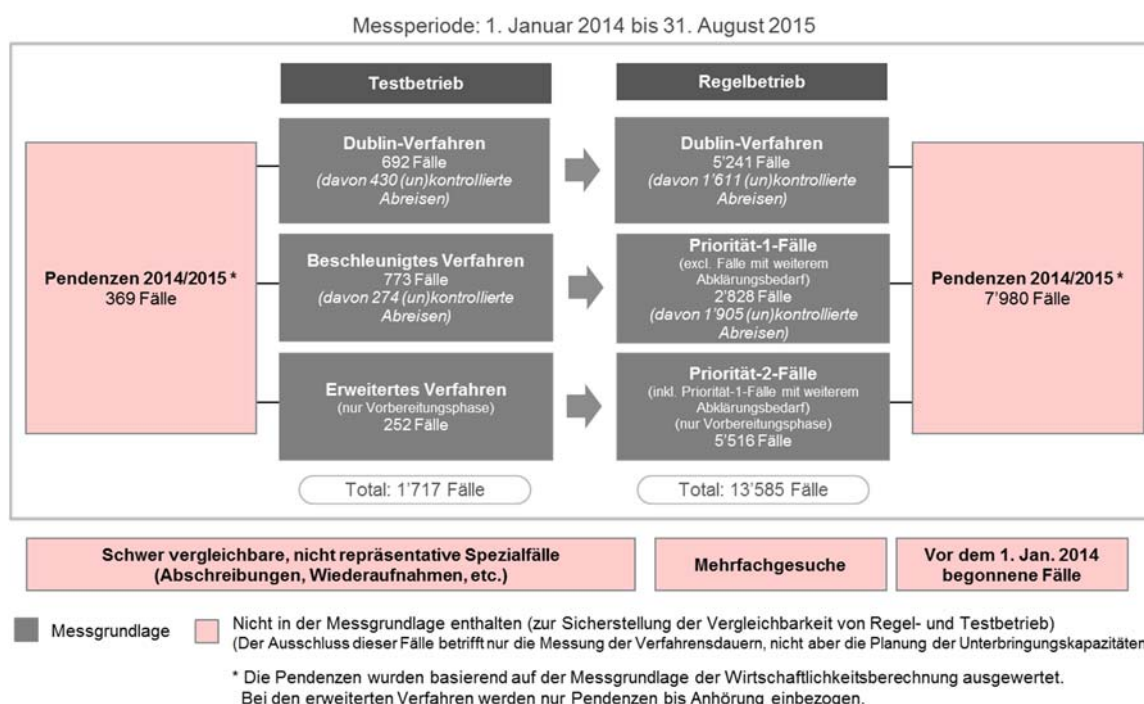 Messperiode: 1. Januar 2014 bis 31. August 2015
Testbetrieb
Regelbetrieb
Pendenzen 2014/2015 *
369 Fälle
Dublin-Verfahren
692 Fälle
(davon 430 (un)kontrollierte
Abreisen)
Dublin-Verfahren
5'241 Fälle
(davon 1'611 (un)kontrollierte
Abreisen)
Beschleunigtes Verfahren
773 Fälle
(davon 274 (un)kontrollierte
Abreisen)
Priorität-1-Fälle
(excl. Fälle mit weiterem
Abklärungsbedarf)
2'828 Fälle
(davon 1'905 (un)kontrollierte
Abreisen)
Erweitertes Verfahren
(nur Vorbereitungsphase)
252 Fälle
Priorität-2-Fälle
(inkl. Priorität-1-Fälle mit weiterem
Abklärungsbedarf)
(nur Vorbereitungsphase)
5'516 Fälle
Pendenzen 2014/2015 *
7'980 Fälle
Total: 1'717 Fälle
Total: 13'585 Fälle
Schwer vergleichbare, nicht repräsentative Spezialfälle
(Abschreibungen, Wiederaufnahmen, etc.)
Mehrfachgesuche
Vor dem 1. Jan. 2014
begonnene Fälle
Messgrundlage
Nicht in der Messgrundlage enthalten (zur Sicherstellung der Vergleichbarkeit von Regel- und Testbetrieb)
(Der Ausschluss dieser Fälle betrifft nur die Messung der Verfahrensdauern, nicht aber die Planung der Unterbringungskapazitäten
* Die Pendenzen wurden basierend auf der Messgrundlage der Wirtschaftlichkeitsberechnung ausgewertet.
Bei den erweiterten Verfahren werden nur Pendenzen bis Anhörung einbezogen.